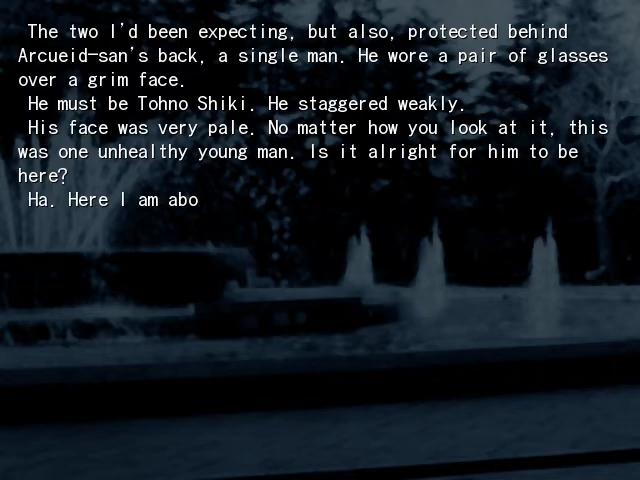 The two I'd been expecting, but also, protected behind
Arcueid-san's back, a single man. He wore a pair of glasses
over a grim face.
He must be Tohno Shiki. He staggered weakly.
His face was very pale. No matter how you look at it, this
was one unhealthy young man. Is it alright for him to be
here?
Ha. Here I am abo